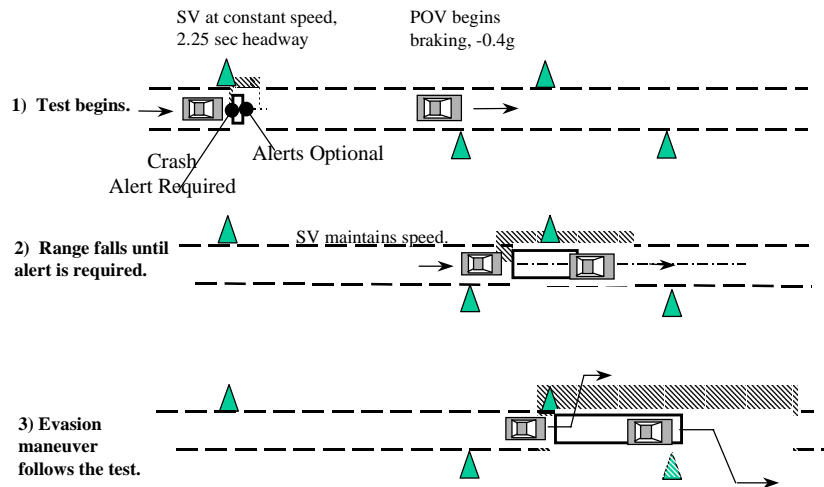 SV at constant speed,
2.25 sec headway
POV begins
braking, -0.4g
1) Test begins.
Crash
Alert Required
Alerts Optional
2) Range falls until
alert is required.
SV maintains speed.
3) Evasion
maneuver
follows the test.